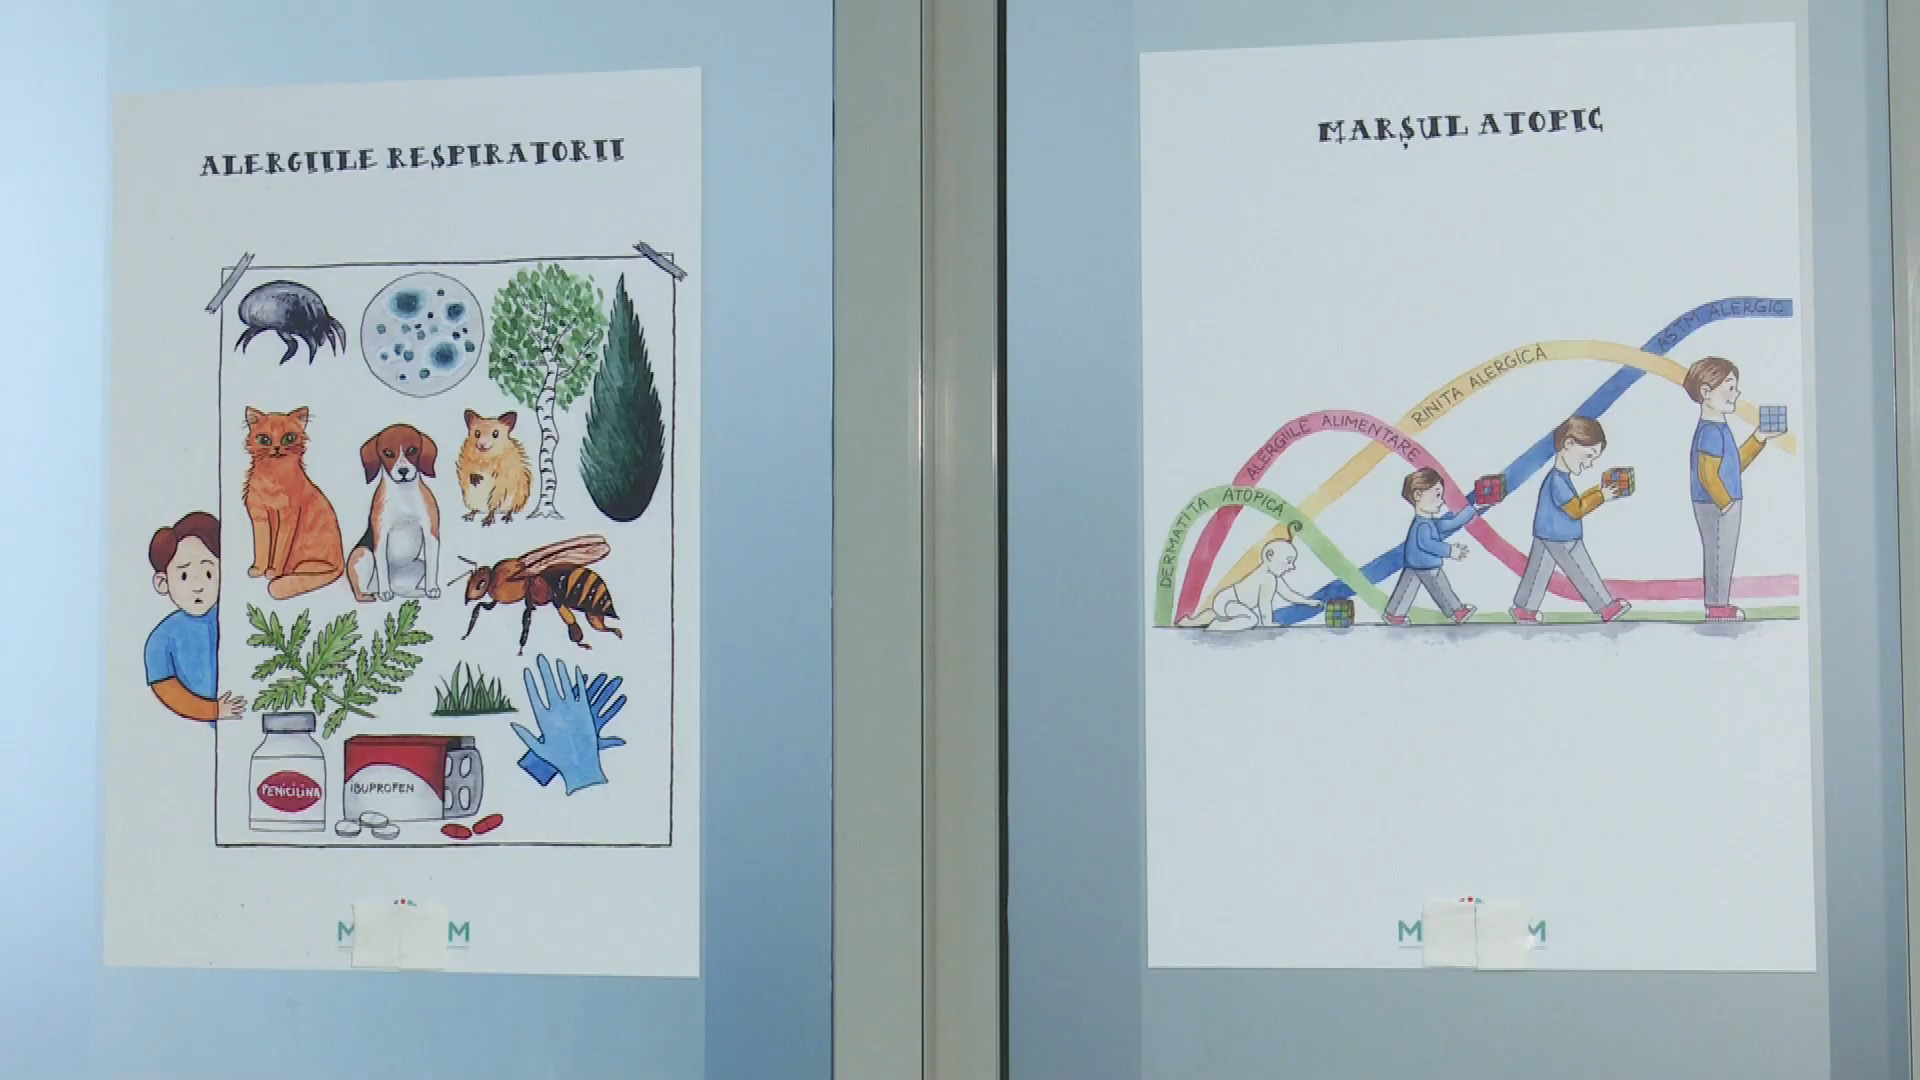 ALERGIILE RESPIRATORII
PENICILINA
IBUPROFEN
M M
MARȘUL ATOPIC
ASTM ALERGIC
RINITA ALERGICĂ
ALERGIILE ALIMENTARE
DERMATITA ATOPICĂ
M M